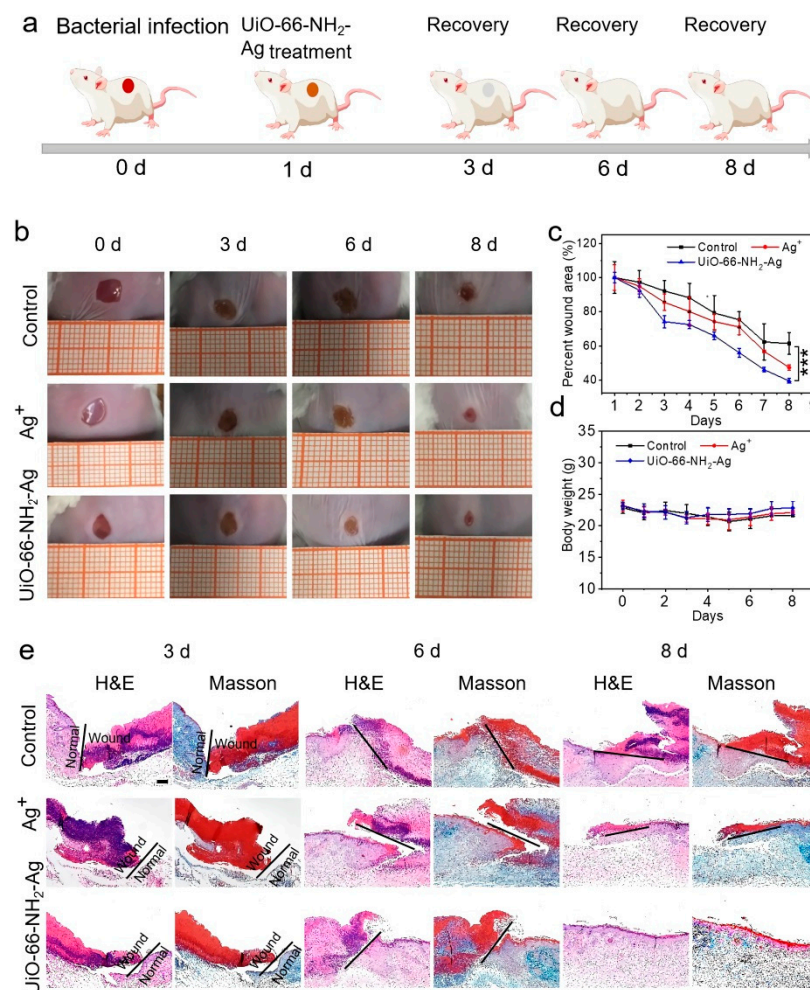 a
Bacterial infection
UiO-66-NH₂-
Ag treatment
Recovery
Recovery
Recovery
0 d
1 d
3 d
6 d
8 d
b
0 d
3 d
6 d
8 d
Control
Ag⁺
UiO-66-NH₂-Ag
c
Percent wound area (%)
120
100
80
60
40
Control
Ag⁺
UiO-66-NH₂-Ag
***
1 2 3 4 5 6 7 8
Days
d
Body weight (g)
35
30
25
20
15
10
Control
Ag⁺
UiO-66-NH₂-Ag
0 2 4 6 8
Days
e
3 d
6 d
8 d
H&E
Masson
H&E
Masson
H&E
Masson
Control
Normal
Wound
Normal
Wound
Ag⁺
Wound
Normal
Wound
Normal
UiO-66-NH₂-Ag
Wound
Normal
Wound
Normal